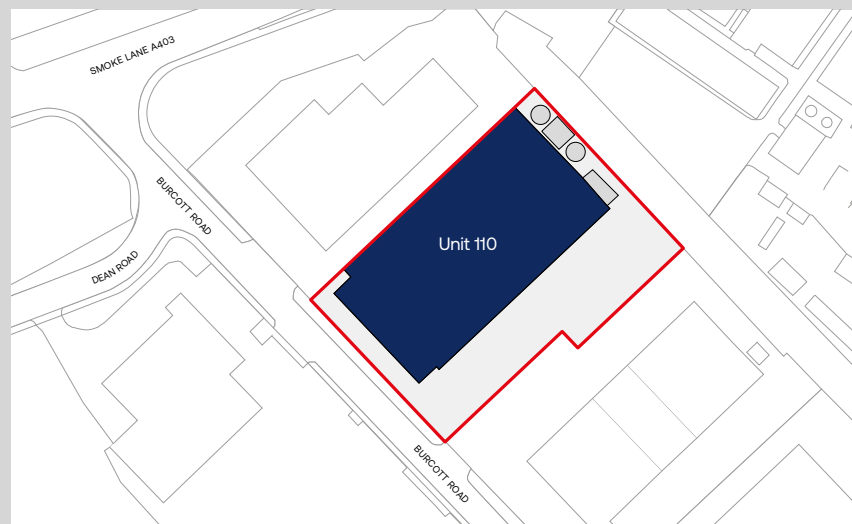 SMOKE LANE A403
BURCOTT ROAD
DEAN ROAD
Unit 110
BURCOTT ROAD